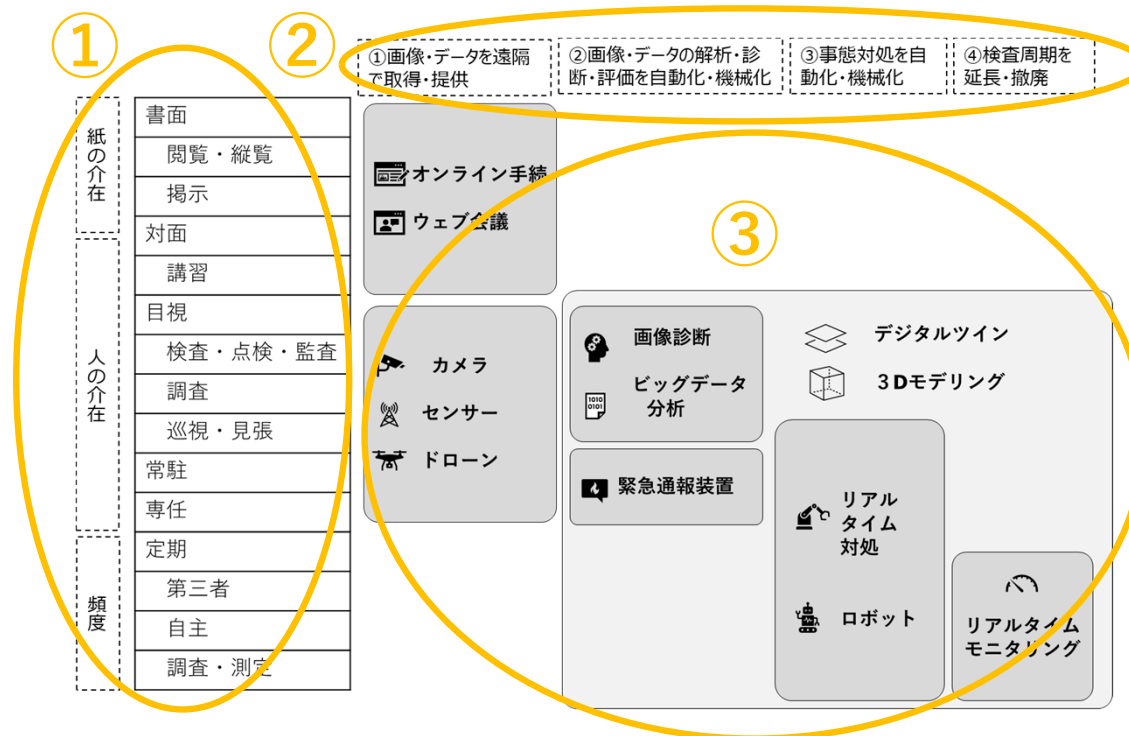 ①
②
③
①画像・データを遠隔
で取得・提供
②画像・データの解析・診
断・評価を自動化・機械化
③事態対処を自
動化・機械化
④検査周期を
延長・撤廃
紙の介在
人の介在
頻度
書面
閲覧・縦覧
掲示
対面
講習
目視
検査・点検・監査
調査
巡視・見張
常駐
専任
定期
第三者
自主
調査・測定
オンライン手続
ウェブ会議
カメラ
センサー
ドローン
画像診断
ビッグデータ
分析
1010
0101
緊急通報装置
デジタルツイン
3Dモデリング
リアル
タイム
対処
ロボット
リアルタイム
モニタリング